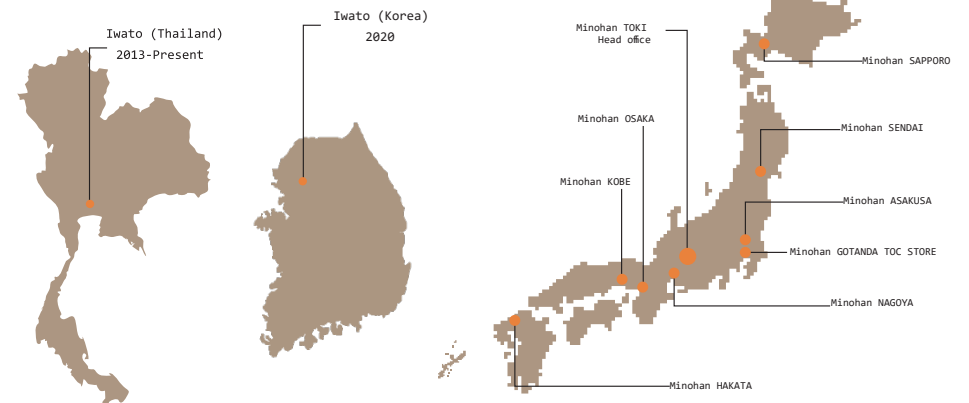 Iwato (Thailand)
2013-Present
Iwato (Korea)
2020
Minohan TOKI
Head office
Minohan SAPPORO
Minohan OSAKA
Minohan SENDAI
Minohan KOBE
Minohan ASAKUSA
Minohan GOTANDA TOC STORE
Minohan NAGOYA
Minohan HAKATA